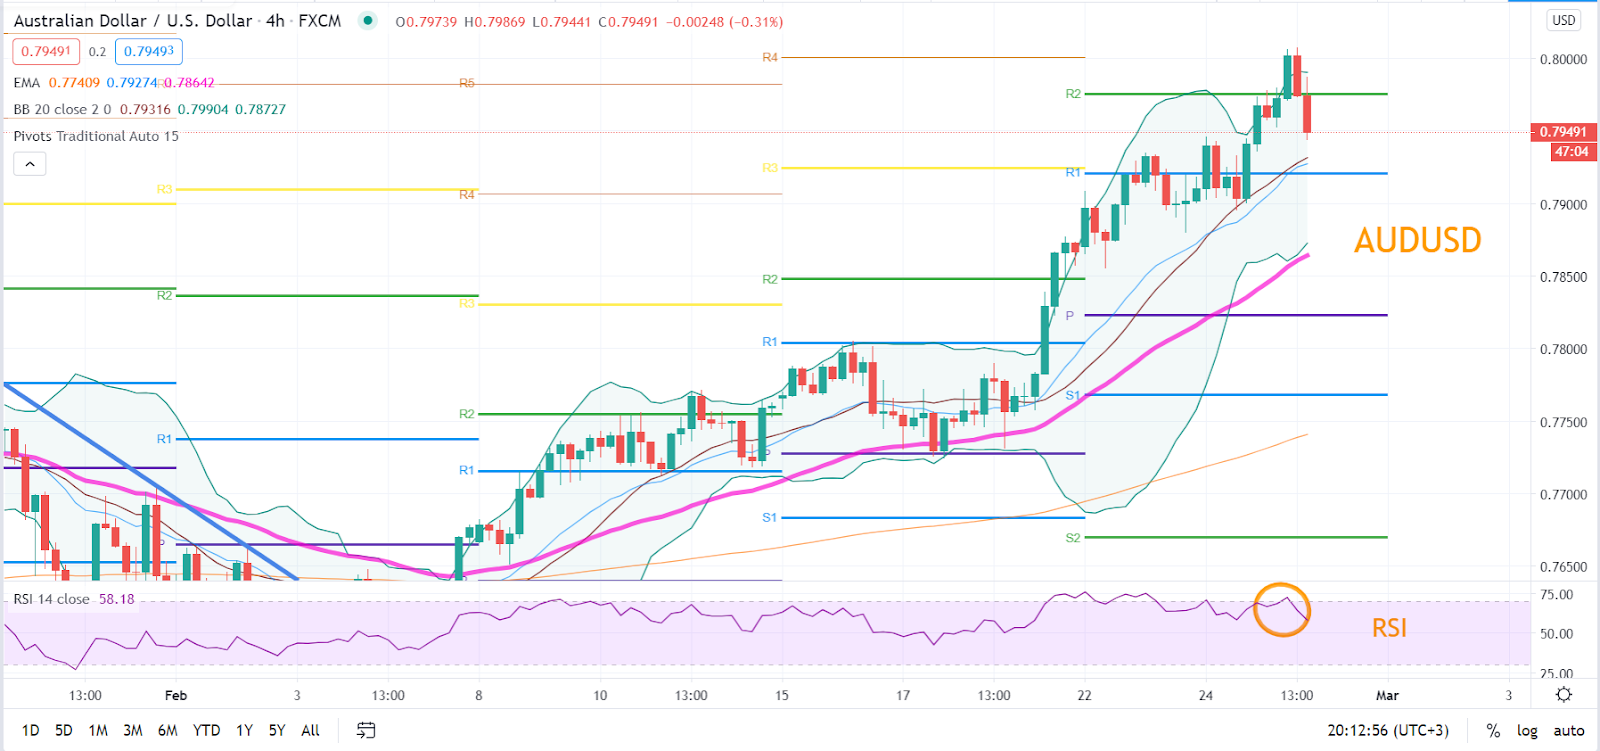 Australian Dollar / U.S. Dollar · 4h · FXCM O0.79739 H0.79869 L0.79441 C0.79491 −0.00248 (−0.31%)
USD
0.79491 0.2 0.79493
EMA 0.77409 0.79274 0.78642
BB 20 close 2 0 0.79316 0.79904 0.78727
Pivots Traditional Auto 15
R4
R5
R2
R3
R3
R4
R1
R2
R2
R3
P
R1
S1
R2
R1
R1
P
S1
P
S2
0.80000
0.79491
47:04
0.79000
0.78500
0.78000
0.77500
0.77000
0.76500
AUDUSD
RSI 14 close 58.18
RSI
75.00
50.00
25.00
13:00 Feb 3 13:00 8 10 13:00 15 17 13:00 22 24 13:00 Mar 3
1D 5D 1M 3M 6M YTD 1Y 5Y All
20:12:56 (UTC+3) % log auto